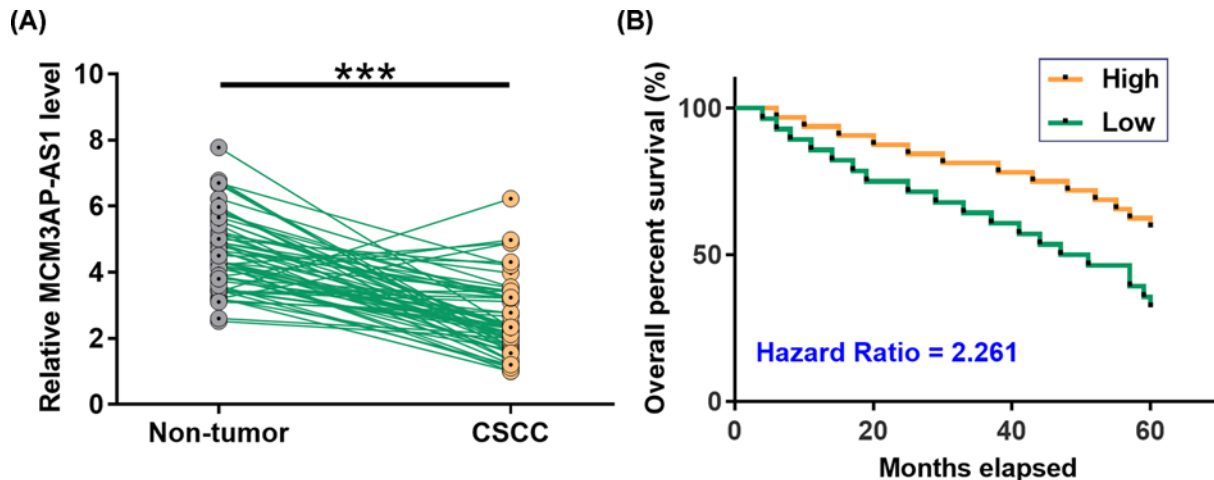 (A)
Relative MCM3AP-AS1 level
10
8
6
4
2
0
***
Non-tumor
CSCC
(B)
Overall percent survival (%)
100
50
0
High
Low
Hazard Ratio = 2.261
0
20
40
60
Months elapsed